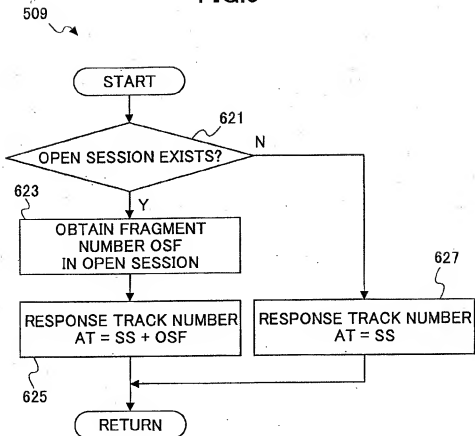 509
START
621
OPEN SESSION EXISTS?
N
Y
623
OBTAIN FRAGMENT
NUMBER OSF
IN OPEN SESSION
627
RESPONSE TRACK NUMBER
AT = SS + OSF
RESPONSE TRACK NUMBER
AT = SS
625
RETURN